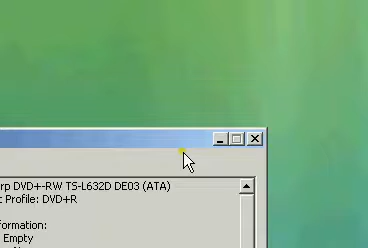 rp DVD+-RW TS-L632D DE03 (ATA)
t Profile: DVD+R
formation:
Empty